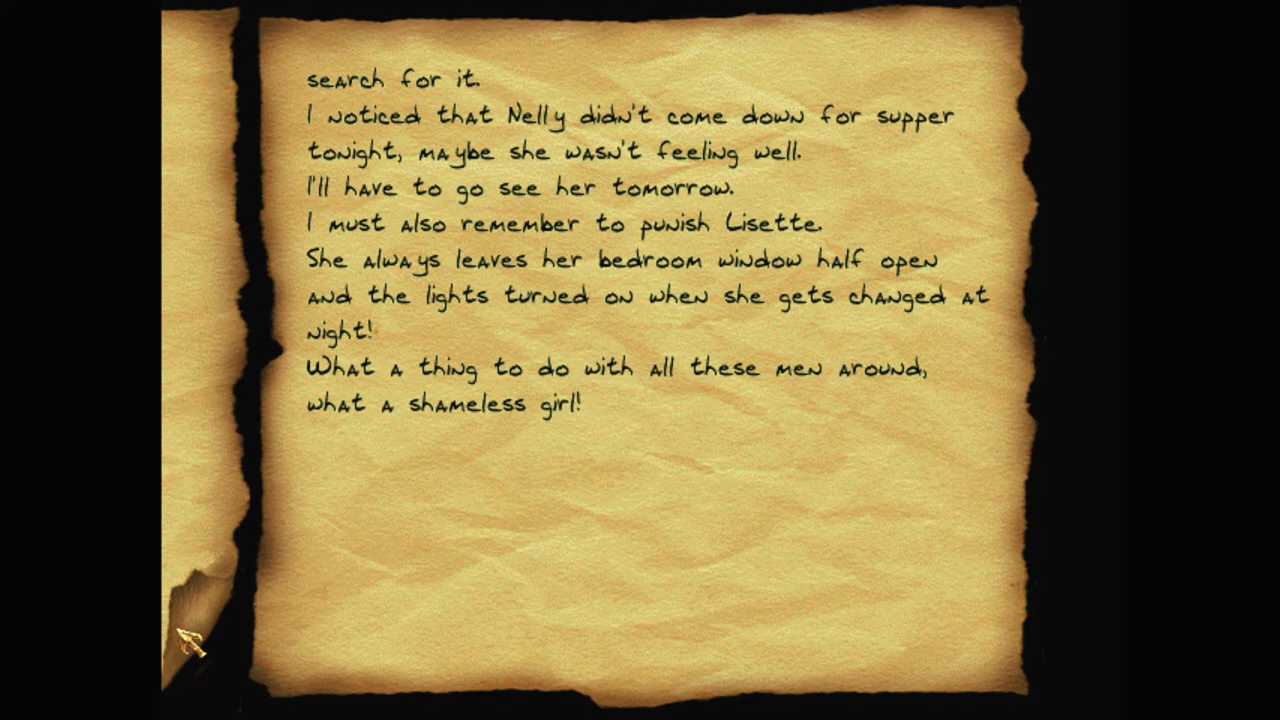 search for it.
I noticed that Nelly didn't come down for supper
tonight, maybe she wasn't feeling well.
I'll have to go see her tomorrow.
I must also remember to punish Lisette.
She always leaves her bedroom window half open
and the lights turned on when she gets changed at
night!
What a thing to do with all these men around,
what a shameless girl!